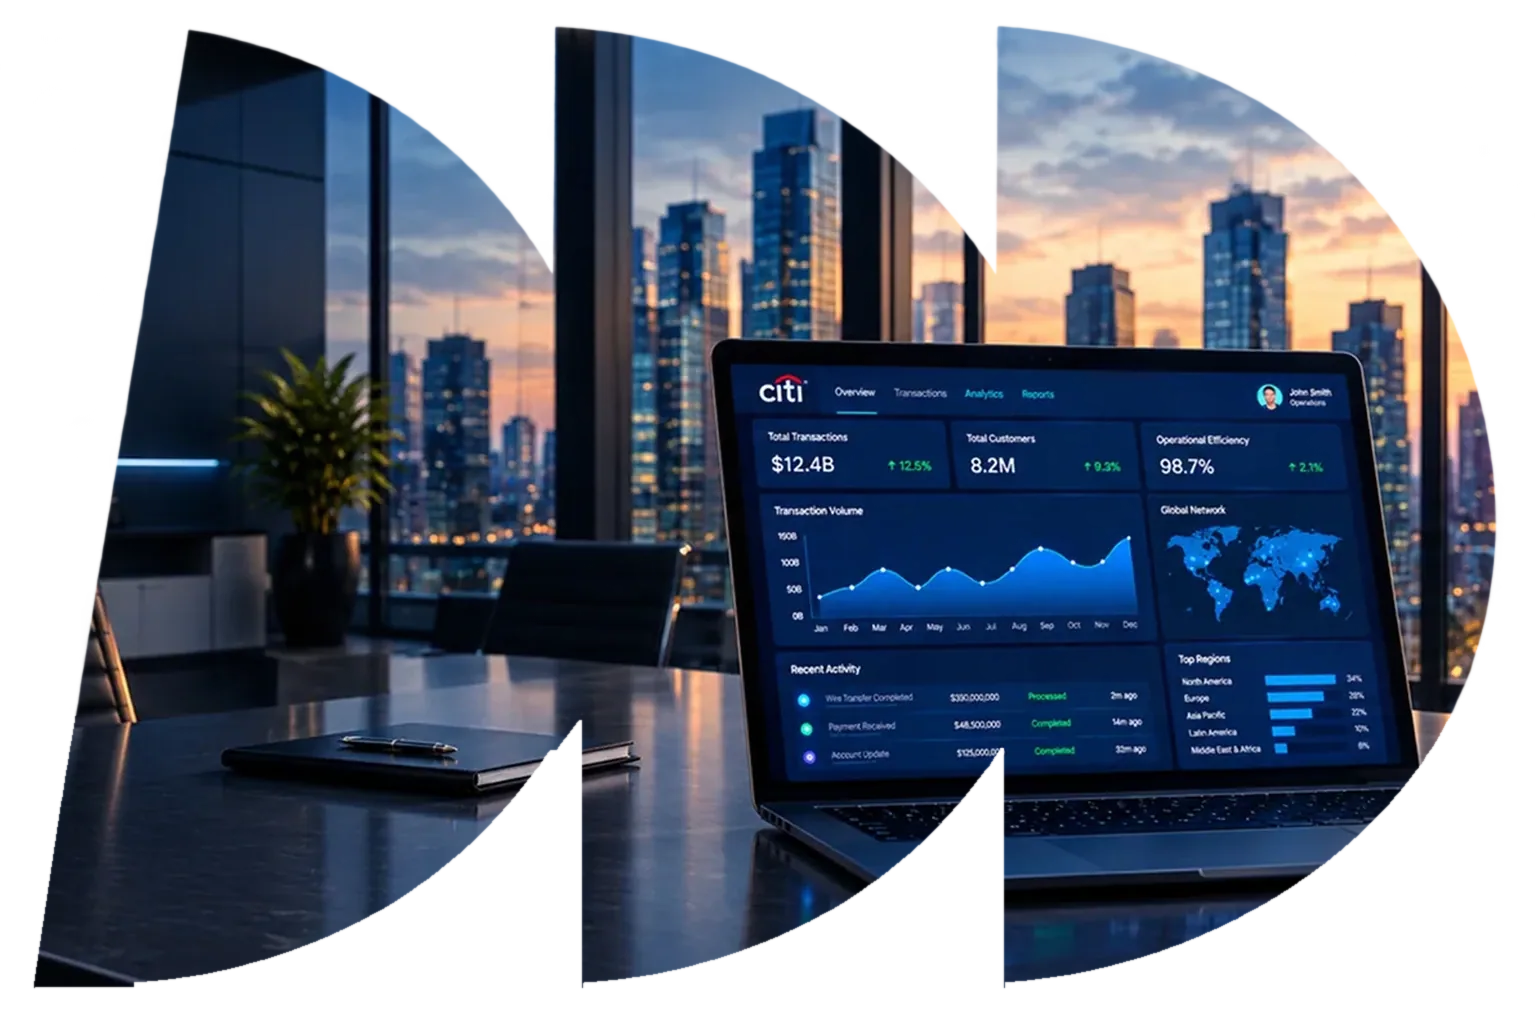 citi
Overview Transactions Analytics Reports
John Smith
Operations
Total Transactions
$12.4B ↑ 12.5%
Total Customers
8.2M ↑ 9.3%
Operational Efficiency
98.7% ↑ 2.1%
Transaction Volume
150B
100B
50B
0B
Jan Feb Mar Apr May Jun Jul Aug Sep Oct Nov Dec
Global Network
Recent Activity
Wire Transfer Completed $350,000,000 Processed 2m ago
Payment Received $48,500,000 Completed 14m ago
Account Update $125,000,00 Completed 32m ago
Top Regions
North America 34%
Europe 28%
Asia Pacific 22%
Latin America 10%
Middle East & Africa 6%